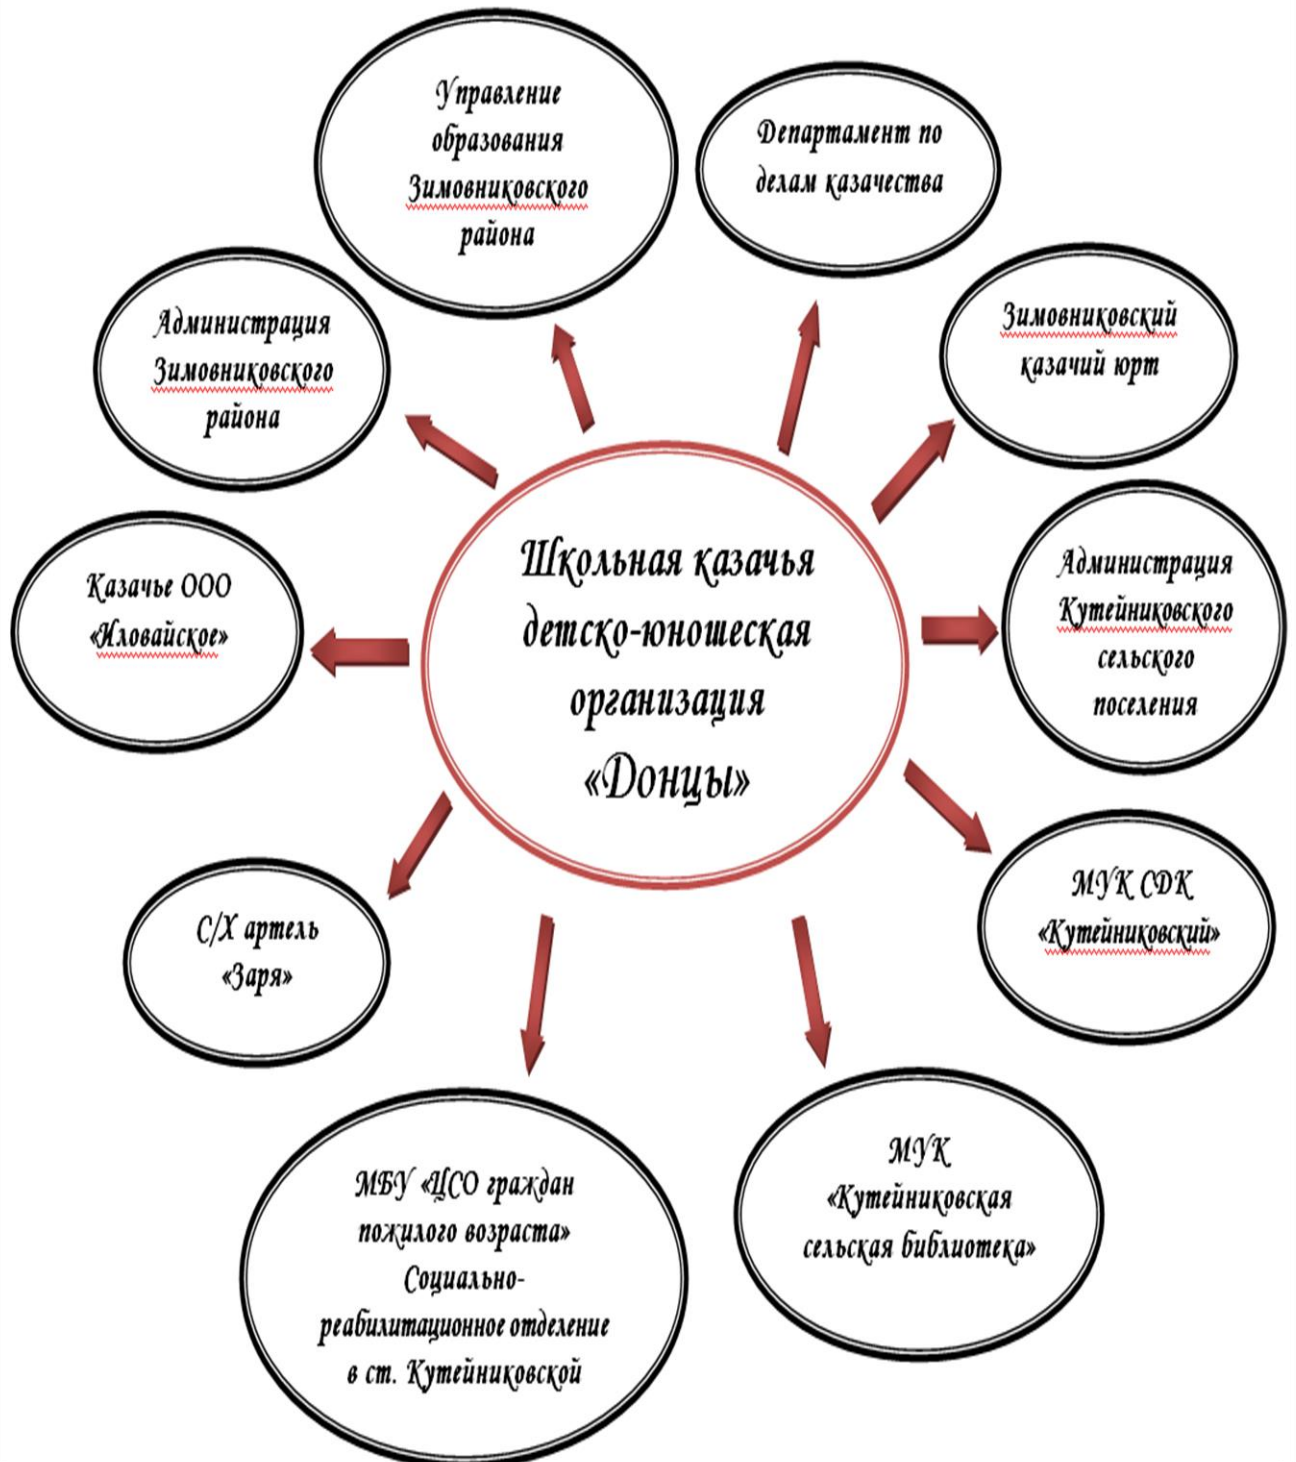 Управление
образования
Зимовниковского
района
Департамент по
делам казачества
Администрация
Зимовниковского
района
Зимовниковский
казачий юрт
Казачье ООО
«Иловайское»
Школьная казачья
детско-юношеская
организация
«Донцы»
Администрация
Кутейниковского
сельского
поселения
С/Х артель
«Заря»
МУК СДК
«Кутейниковский»
МБУ «ЦСО граждан
пожилого возраста»
Социально-
реабилитационное отделение
в ст. Кутейниковской
МУК
«Кутейниковская
сельская библиотека»